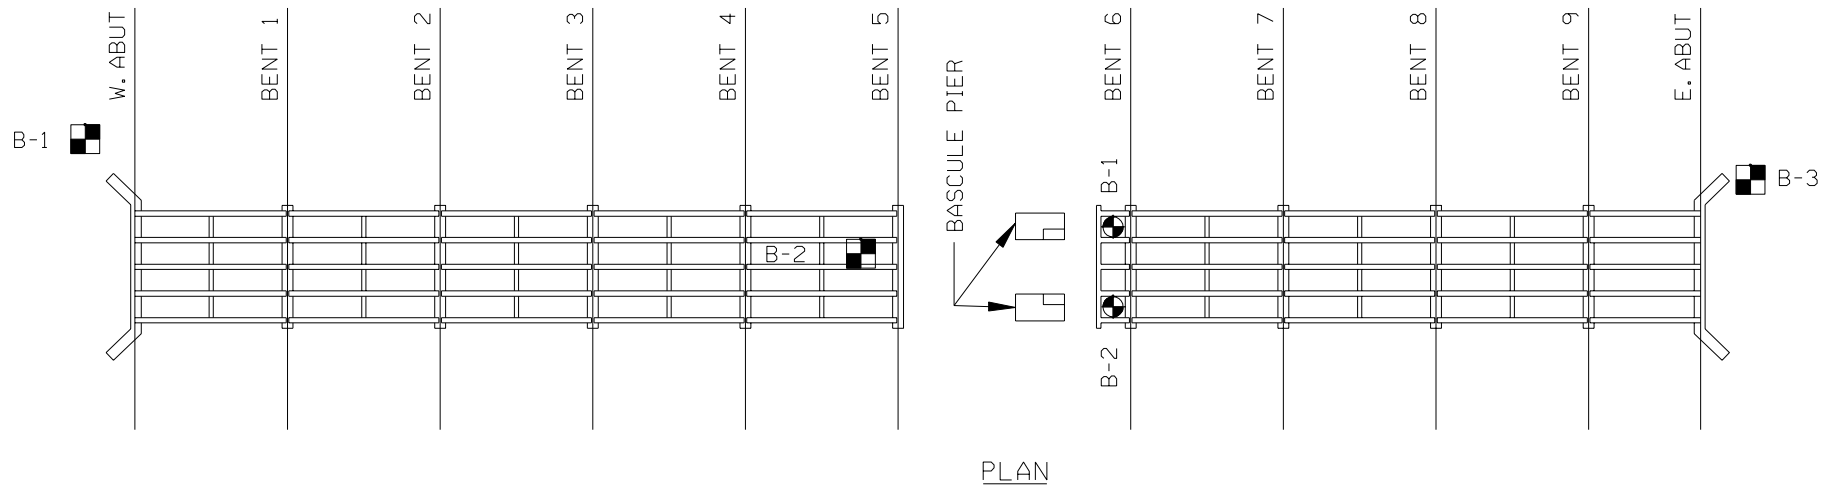 W. ABUT
BENT 1
BENT 2
BENT 3
BENT 4
BENT 5
BASCULE PIER
BENT 6
BENT 7
BENT 8
BENT 9
E. ABUT
B-1
B-1
B-3
B-2
B-2
PLAN